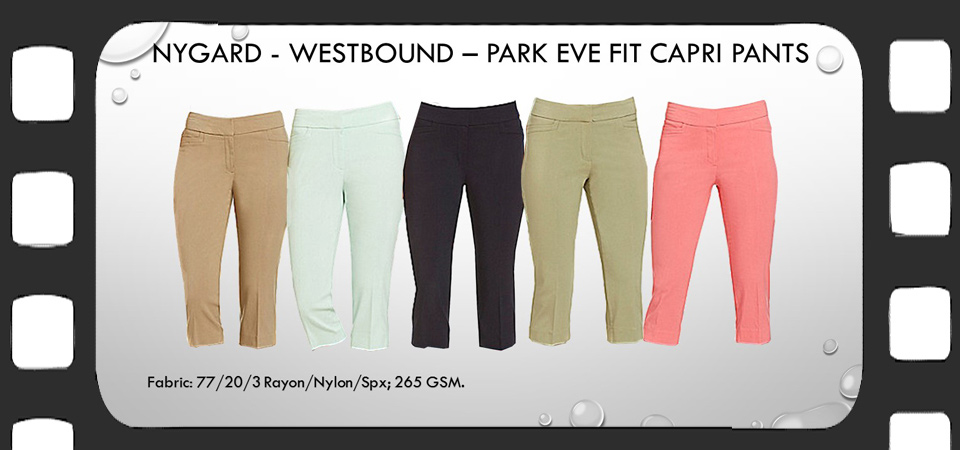 NYGARD - WESTBOUND – PARK EVE FIT CAPRI PANTS
Fabric: 77/20/3 Rayon/Nylon/Spx; 265 GSM.